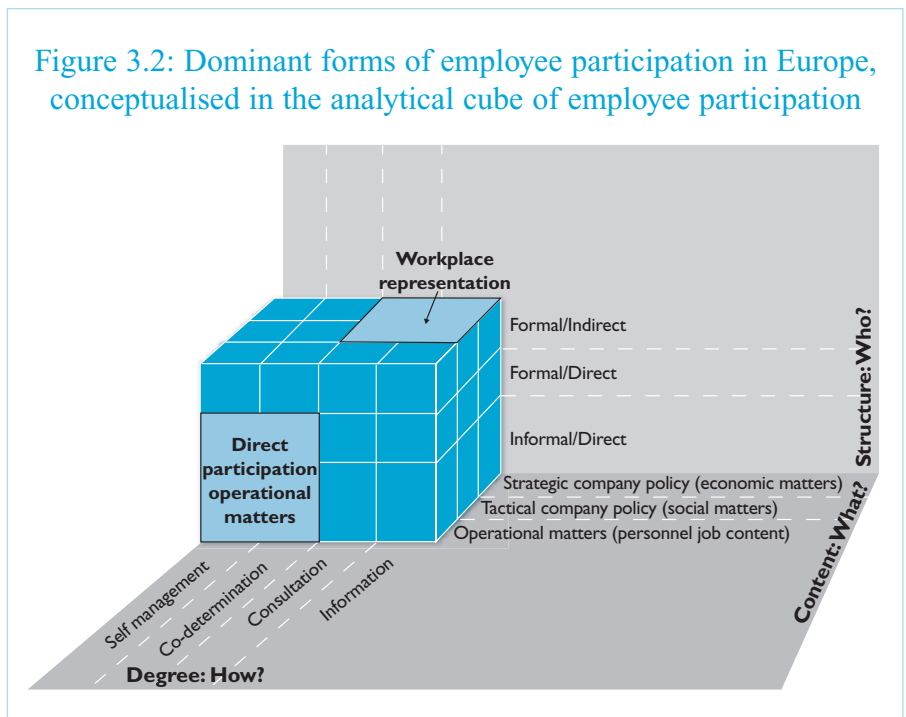 Figure 3.2: Dominant forms of employee participation in Europe,
conceptualised in the analytical cube of employee participation
Workplace
representation
Formal/Indirect
Formal/Direct
Informal/Direct
Structure: Who?
Direct
participation
operational
matters
Strategic company policy (economic matters)
Tactical company policy (social matters)
Operational matters (personnel job content)
Content: What?
Self management
Co-determination
Consultation
Information
Degree: How?